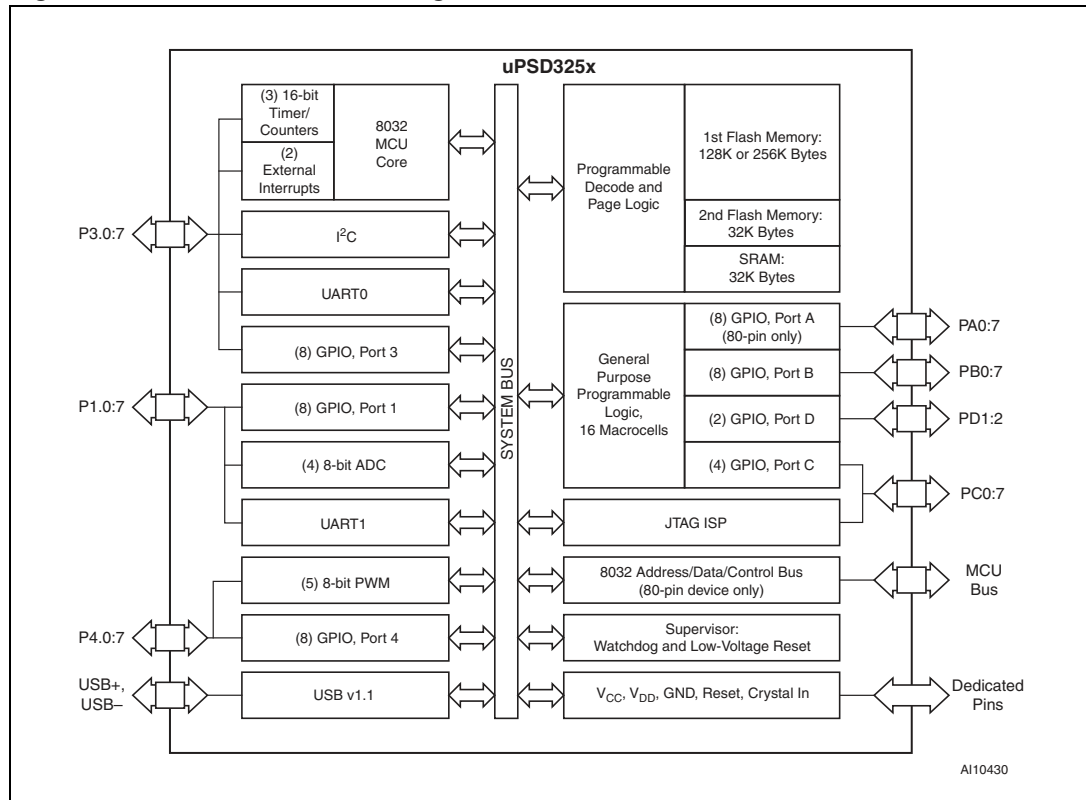 uPSD325x
(3) 16-bit
Timer/
Counters
(2)
External
Interrupts
8032
MCU
Core
I²C
UART0
(8) GPIO, Port 3
(8) GPIO, Port 1
(4) 8-bit ADC
UART1
(5) 8-bit PWM
(8) GPIO, Port 4
USB v1.1
P3.0:7
P1.0:7
P4.0:7
USB+,
USB–
SYSTEM BUS
Programmable
Decode and
Page Logic
1st Flash Memory:
128K or 256K Bytes
2nd Flash Memory:
32K Bytes
SRAM:
32K Bytes
General
Purpose
Programmable
Logic,
16 Macrocells
(8) GPIO, Port A
(80-pin only)
(8) GPIO, Port B
(2) GPIO, Port D
(4) GPIO, Port C
JTAG ISP
8032 Address/Data/Control Bus
(80-pin device only)
Supervisor:
Watchdog and Low-Voltage Reset
V_CC, V_DD, GND, Reset, Crystal In
PA0:7
PB0:7
PD1:2
PC0:7
MCU
Bus
Dedicated
Pins
AI10430